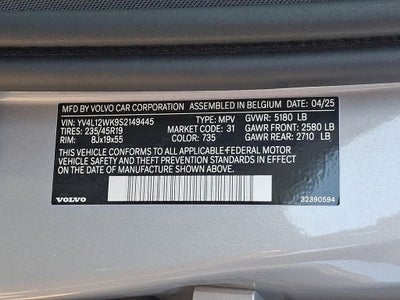 MFD BY VOLVO CAR CORPORATION ASSEMBLED IN BELGIUM DATE 04/25
VIN: YV4L12WK9S2149445 TYPE: MPV GVWR: 5180 LB
TIRES: 235/45R19 MARKET CODE: 31 GAWR FRONT: 2580 LB
RIM: 8Jx19x55 COLOR: 735 GAWR REAR: 2710 LB
THIS VEHICLE CONFORMS TO ALL APPLICABLE FEDERAL MOTOR
VEHICLE SAFETY AND THEFT PREVENTION STANDARDS IN EFFECT ON
THE DATE OF MANUFACTURE SHOWN ABOVE.
VOLVO 32390594